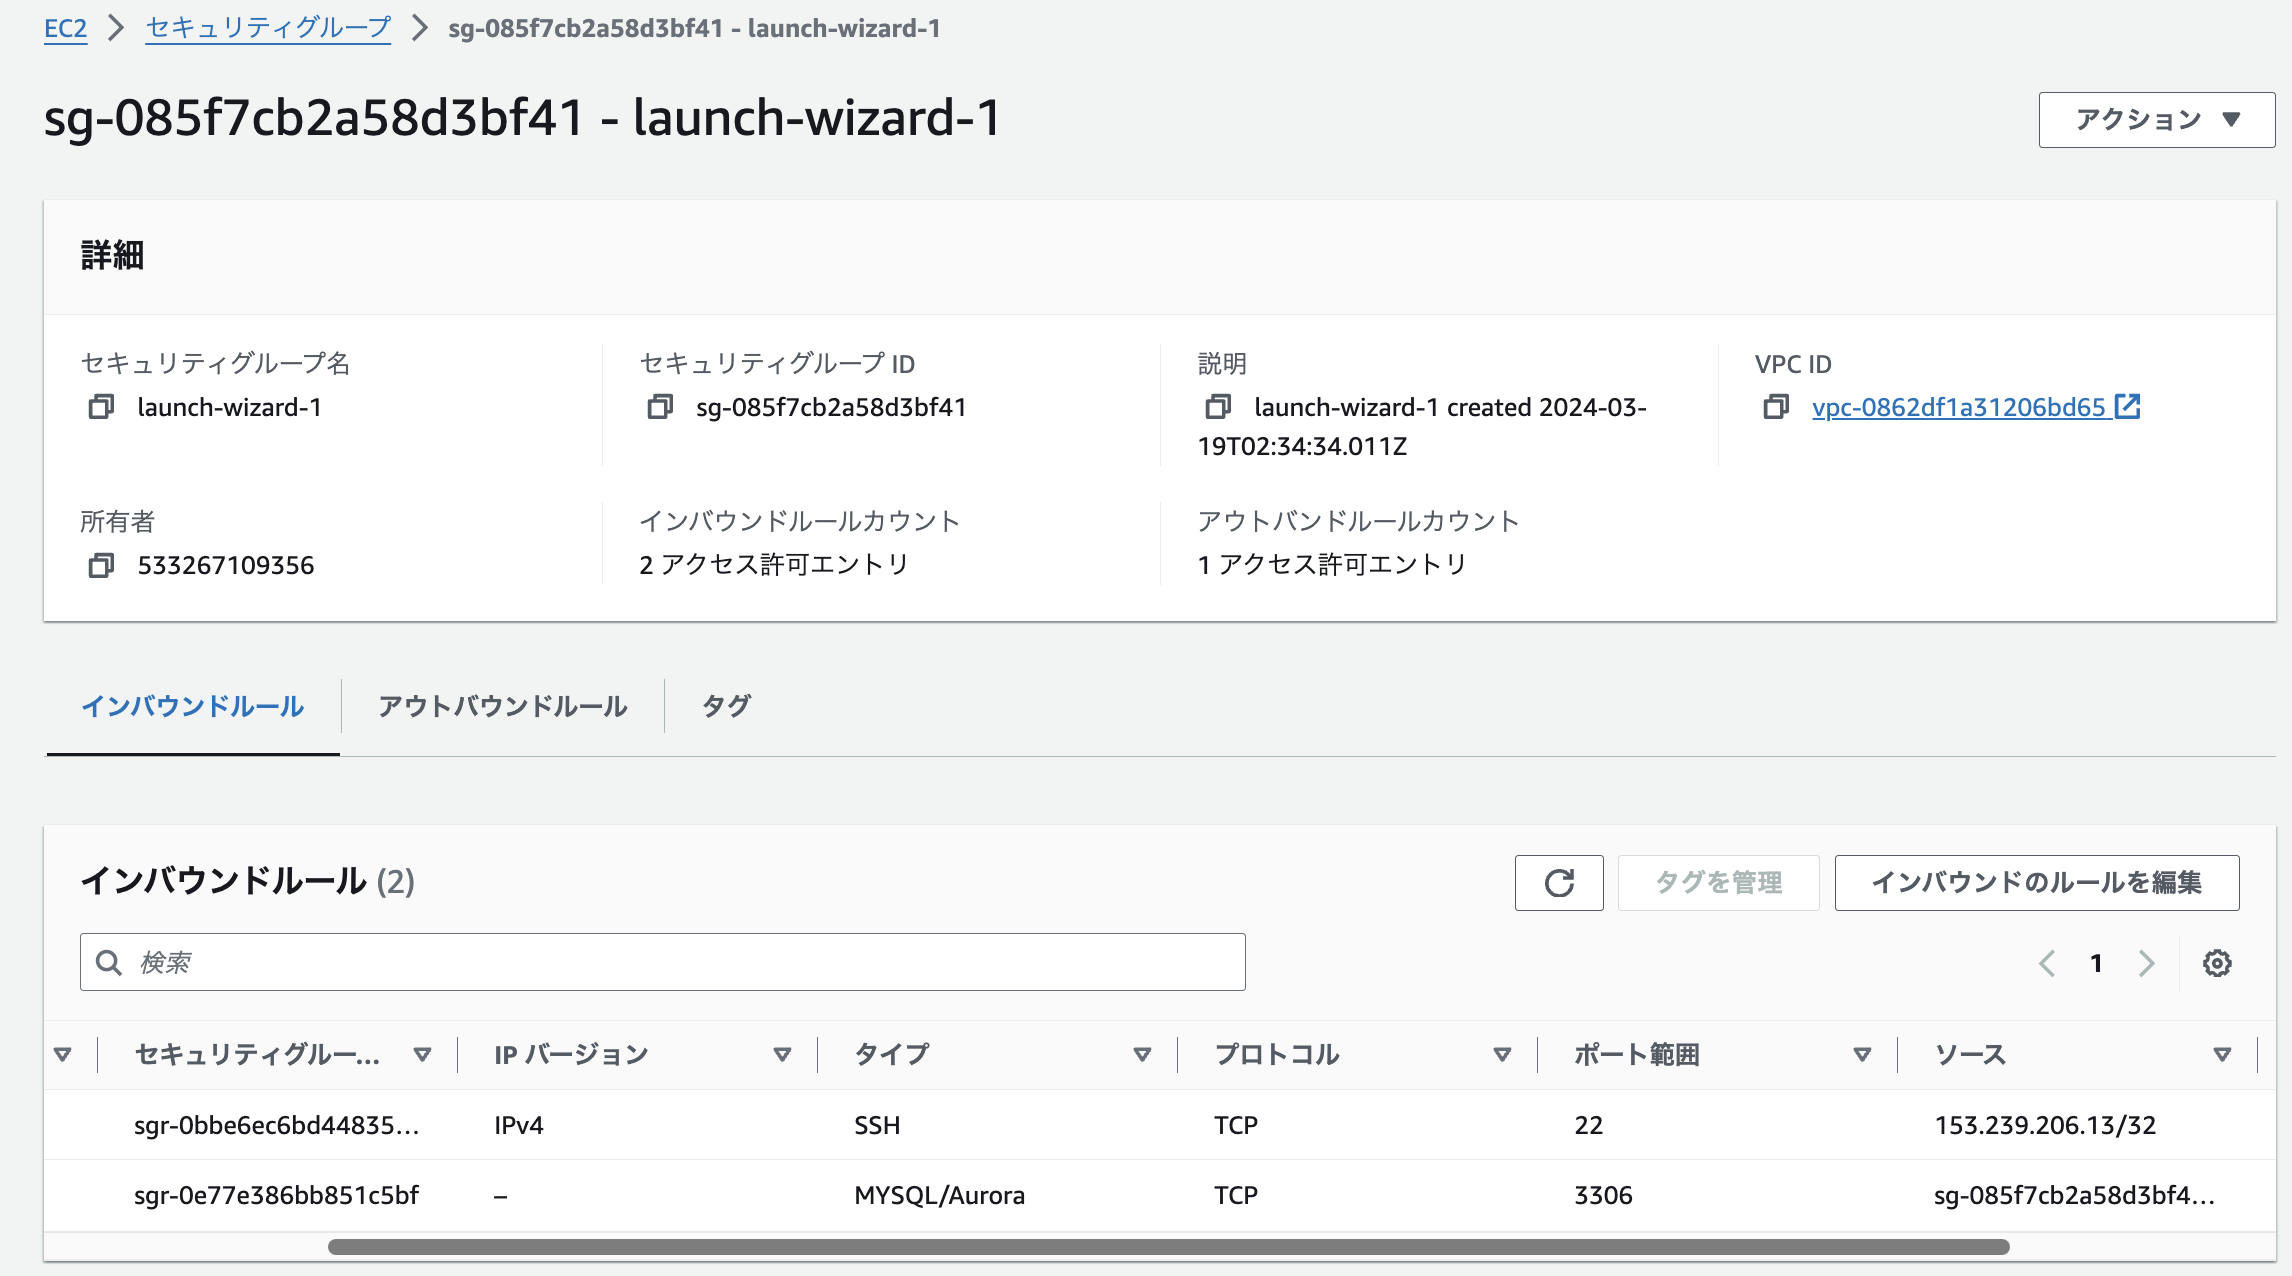 EC2 > セキュリティグループ > sg-085f7cb2a58d3bf41 - launch-wizard-1
sg-085f7cb2a58d3bf41 - launch-wizard-1
アクション
詳細
セキュリティグループ名
launch-wizard-1
セキュリティグループ ID
sg-085f7cb2a58d3bf41
説明
launch-wizard-1 created 2024-03-
19T02:34:34.011Z
VPC ID
vpc-0862df1a31206bd65
所有者
533267109356
インバウンドルールカウント
2 アクセス許可エントリ
アウトバンドルールカウント
1 アクセス許可エントリ
インバウンドルール
アウトバウンドルール
タグ
インバウンドルール (2)
タグを管理
インバウンドのルールを編集
検索
1
セキュリティグルー... IP バージョン タイプ プロトコル ポート範囲 ソース
sgr-0bbe6ec6bd44835... IPv4 SSH TCP 22 153.239.206.13/32
sgr-0e77e386bb851c5bf – MYSQL/Aurora TCP 3306 sg-085f7cb2a58d3bf4...